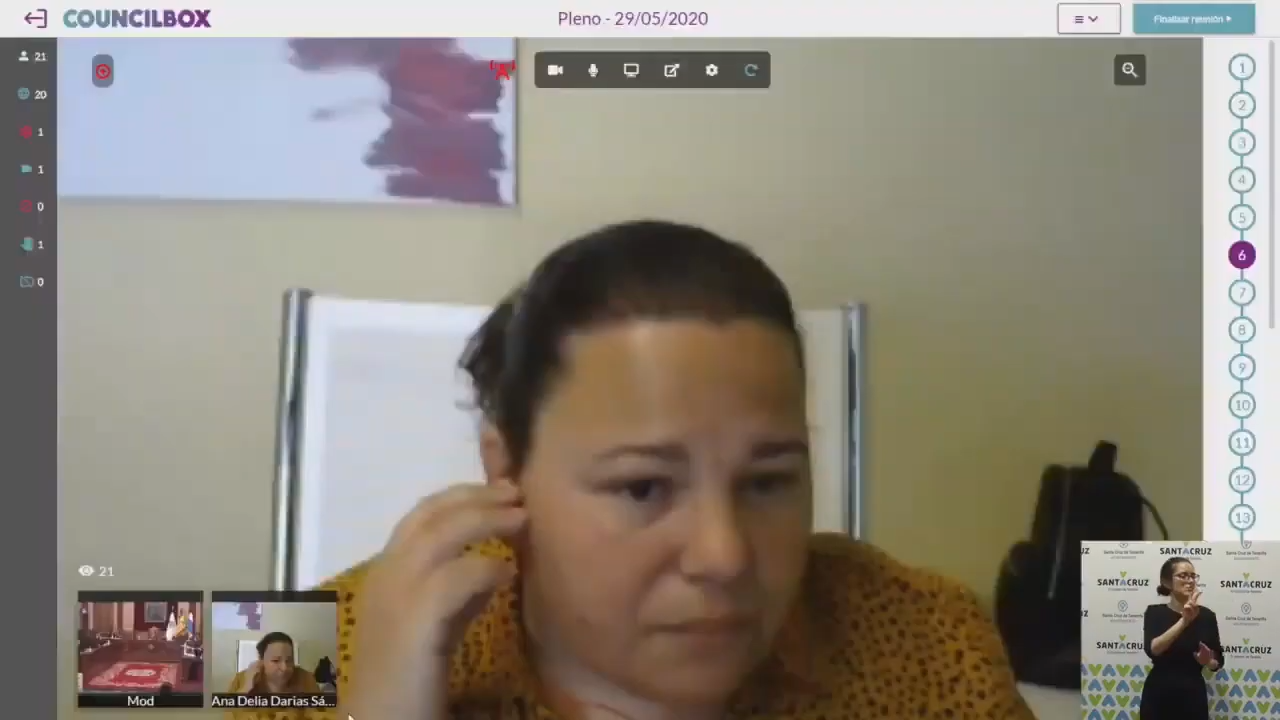 COUNCILBOX
Pleno - 29/05/2020
Finalizar reunión
21
20
1
1
0
1
0
1
2
3
4
5
6
7
8
9
10
11
12
13
21
Mod
Ana Delia Darias Sá...
SANTACRUZ
SANTACRUZ
SANTACRUZ
SANTACRUZ
SANTACRUZ